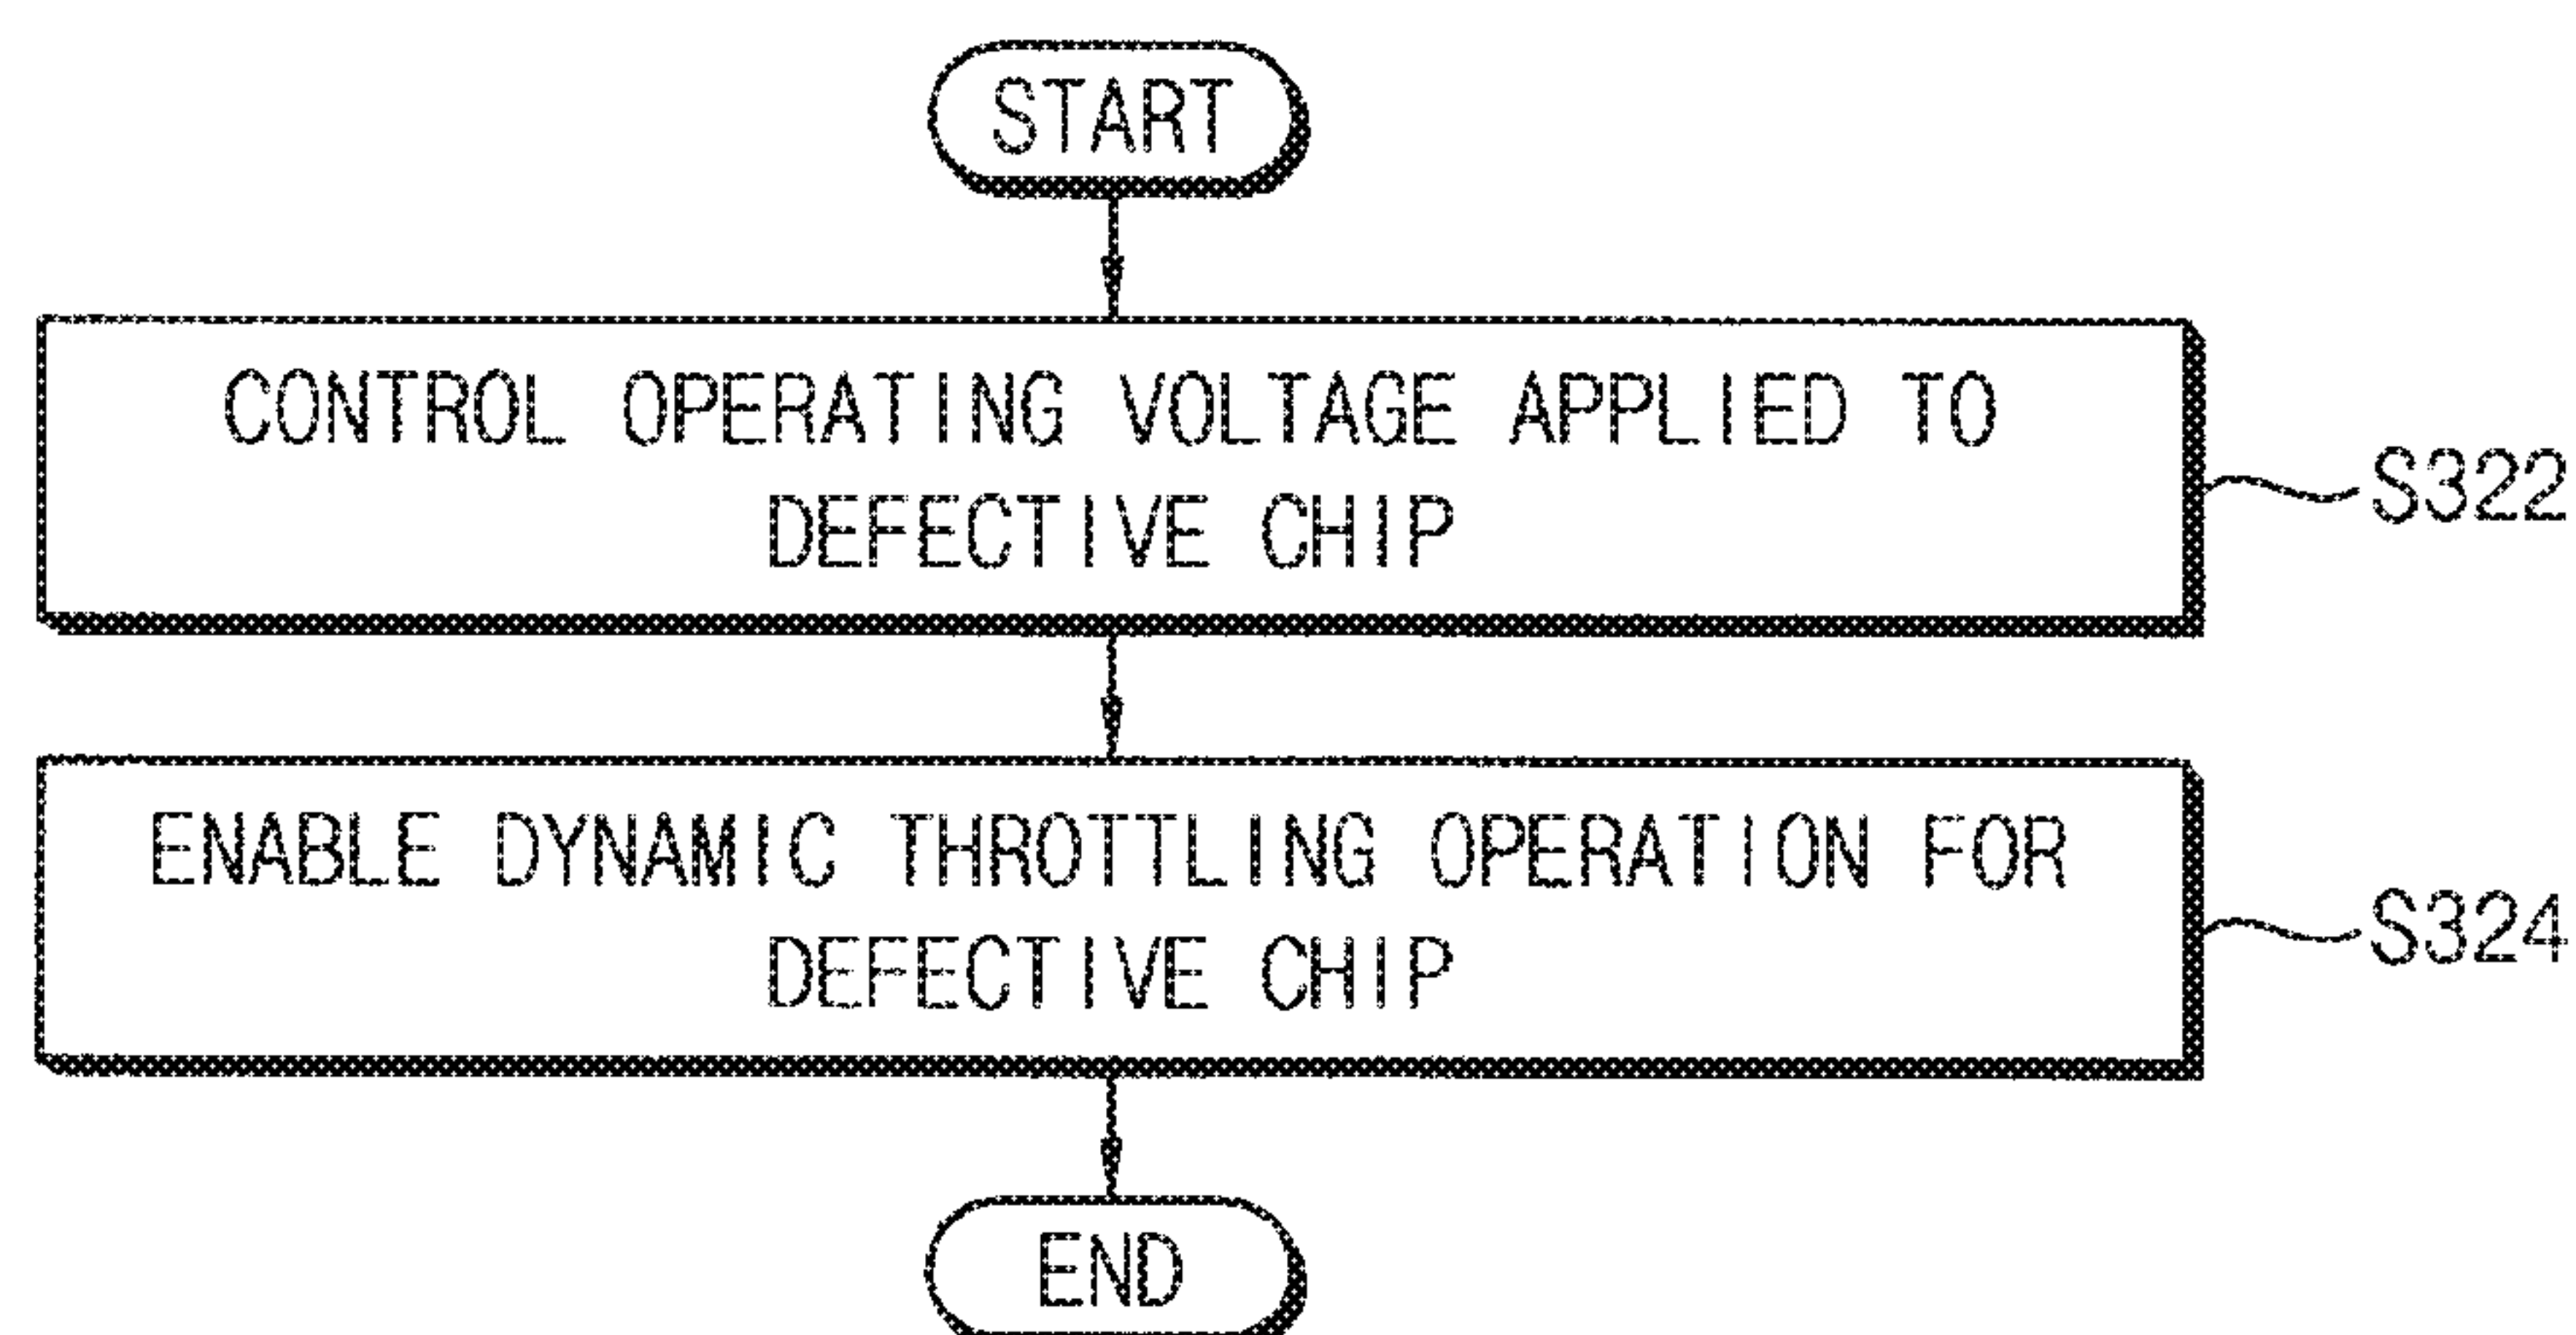 START
CONTROL OPERATING VOLTAGE APPLIED TO
DEFECTIVE CHIP
S322
ENABLE DYNAMIC THROTTLING OPERATION FOR
DEFECTIVE CHIP
S324
END